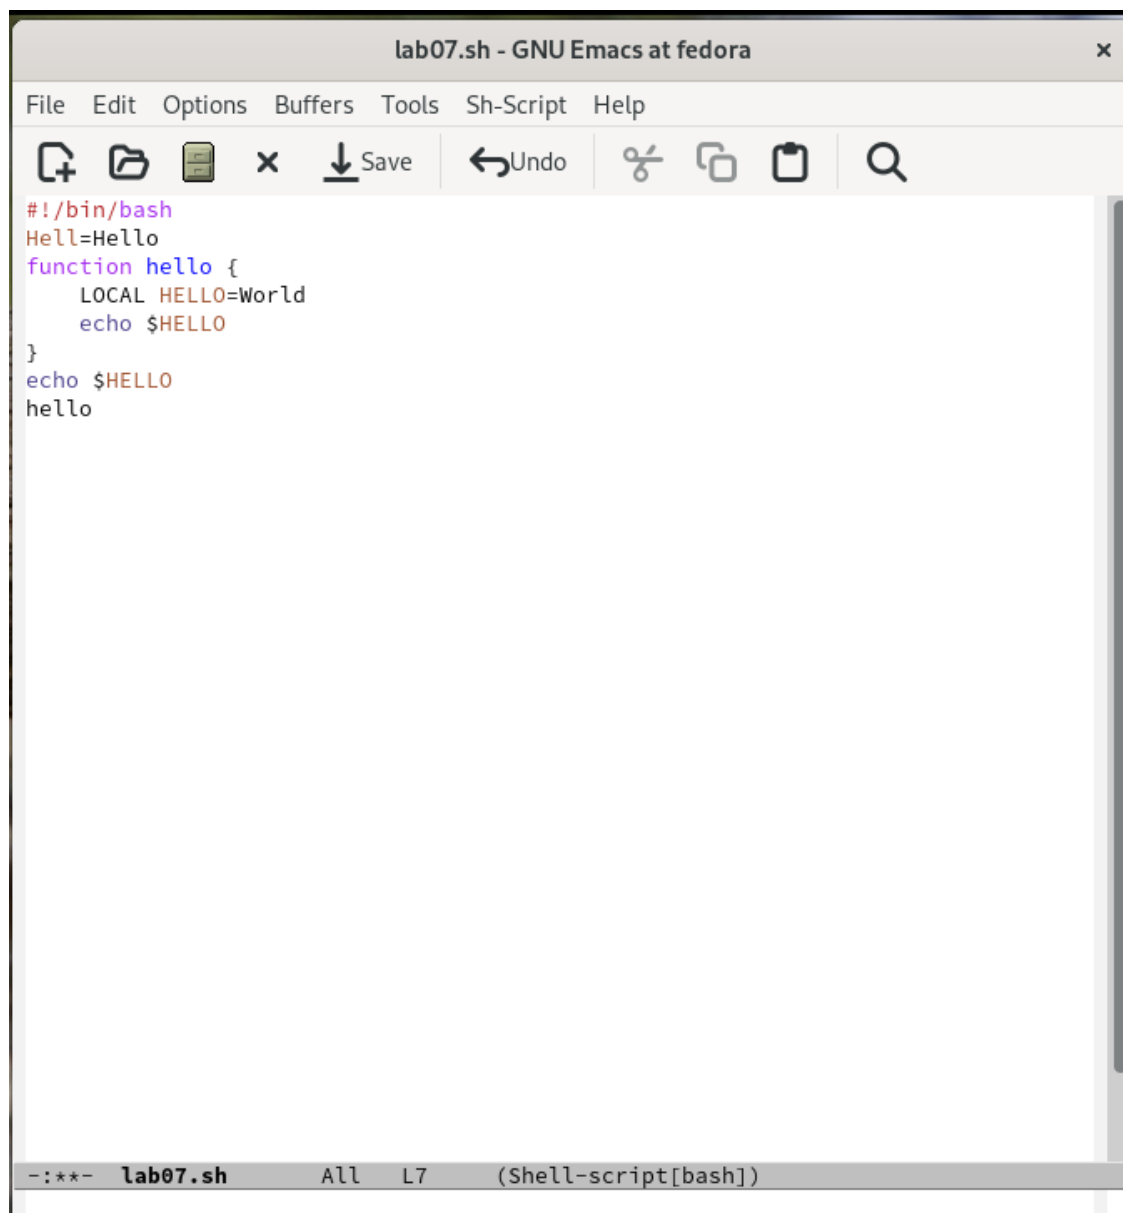 lab07.sh - GNU Emacs at fedora ×
File Edit Options Buffers Tools Sh-Script Help
Save Undo
#!/bin/bash
Hell=Hello
function hello {
    LOCAL HELLO=World
    echo $HELLO
}
echo $HELLO
hello
-:**-  lab07.sh       All   L7     (Shell-script[bash])